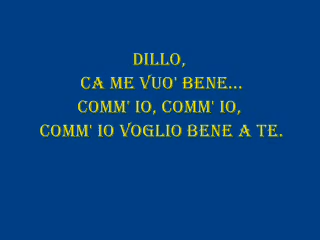 DILLO,
CA ME VUO' BENE...
COMM' IO, COMM' IO,
COMM' IO VOGLIO BENE A TE.